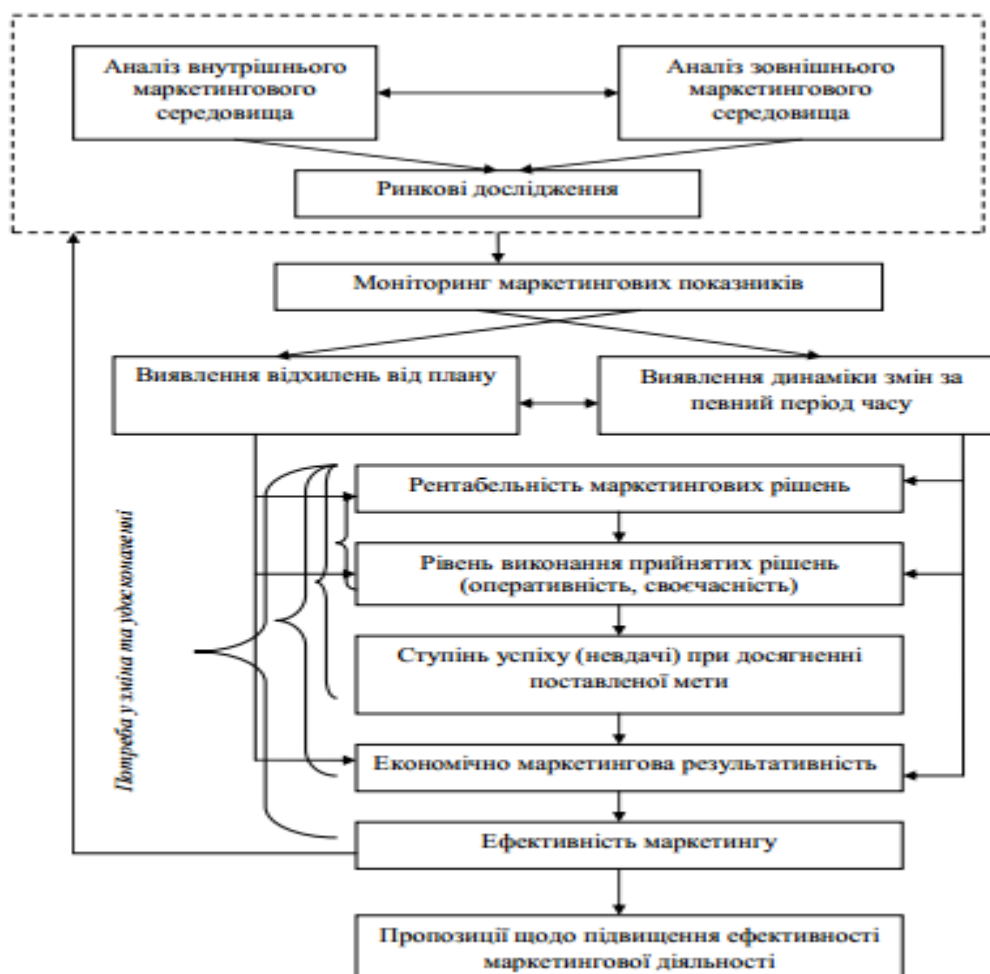 Аналіз внутрішнього
маркетингового
середовища
Аналіз зовнішнього
маркетингового
середовища
Ринкові дослідження
Моніторинг маркетингових показників
Виявлення відхилень від плану
Виявлення динаміки змін за
певний період часу
Рентабельність маркетингових рішень
Рівень виконання прийнятих рішень
(оперативність, своєчасність)
Ступінь успіху (невдачі) при досягненні
поставленої мети
Економічно маркетингова результативність
Ефективність маркетингу
Пропозиції щодо підвищення ефективності
маркетингової діяльності
Потреба у зміна та удосконаленні